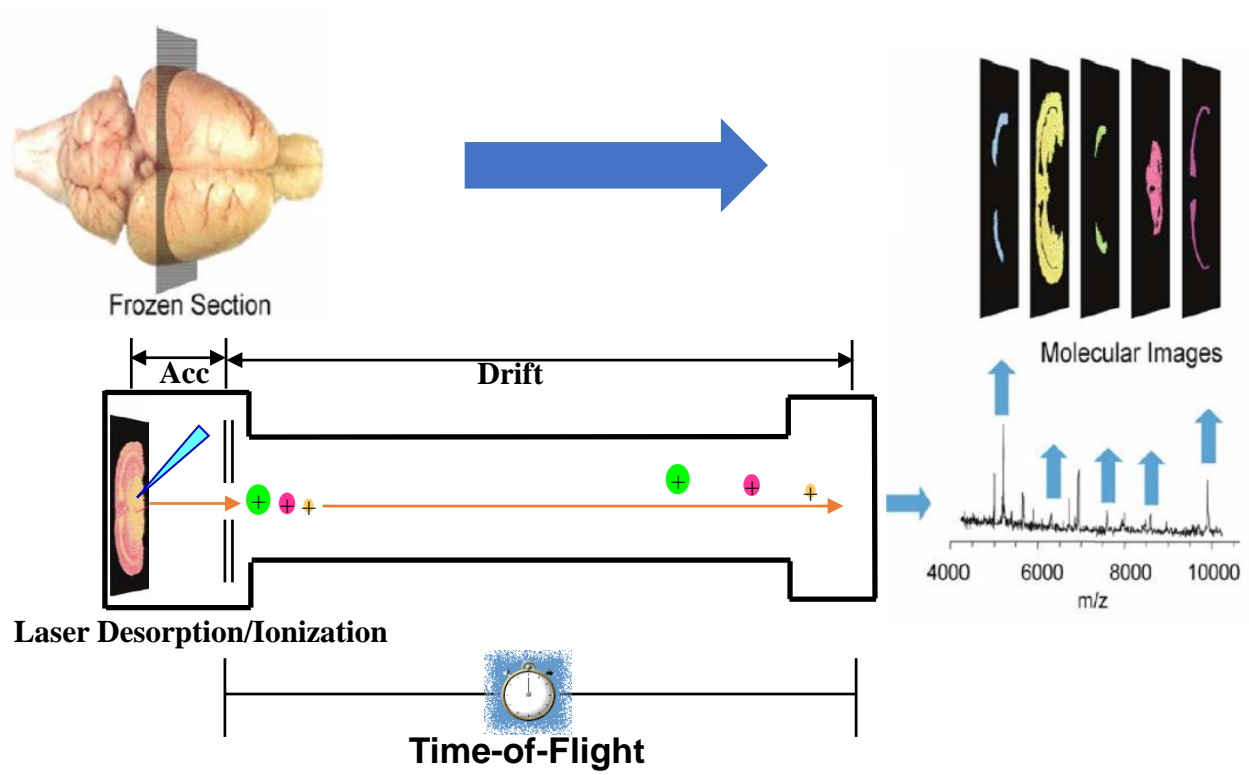 Frozen Section
Molecular Images
Acc
Drift
+ + +
+ + +
4000 6000 8000 10000
m/z
Laser Desorption/Ionization
Time-of-Flight